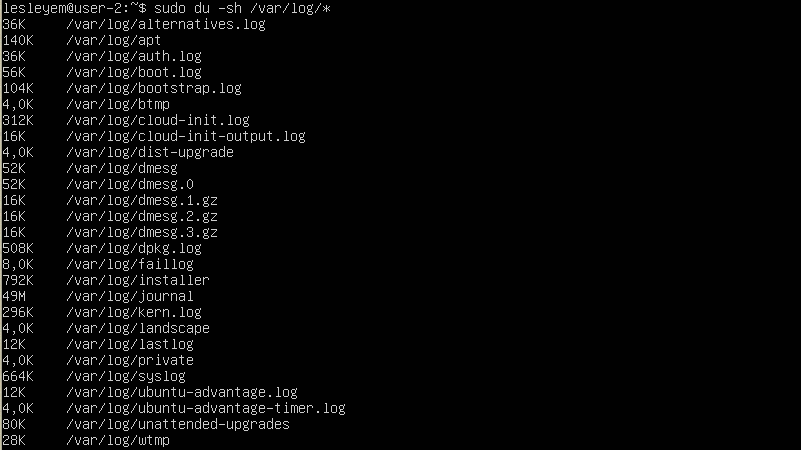 lesleyem@user-2:~$ sudo du -sh /var/log/*
36K /var/log/alternatives.log
140K /var/log/apt
36K /var/log/auth.log
56K /var/log/boot.log
104K /var/log/bootstrap.log
4,0K /var/log/btmp
312K /var/log/cloud-init.log
16K /var/log/cloud-init-output.log
4,0K /var/log/dist-upgrade
52K /var/log/dmesg
52K /var/log/dmesg.0
16K /var/log/dmesg.1.gz
16K /var/log/dmesg.2.gz
16K /var/log/dmesg.3.gz
508K /var/log/dpkg.log
8,0K /var/log/faillog
792K /var/log/installer
49M /var/log/journal
296K /var/log/kern.log
4,0K /var/log/landscape
12K /var/log/lastlog
4,0K /var/log/private
664K /var/log/syslog
12K /var/log/ubuntu-advantage.log
4,0K /var/log/ubuntu-advantage-timer.log
80K /var/log/unattended-upgrades
28K /var/log/wtmp